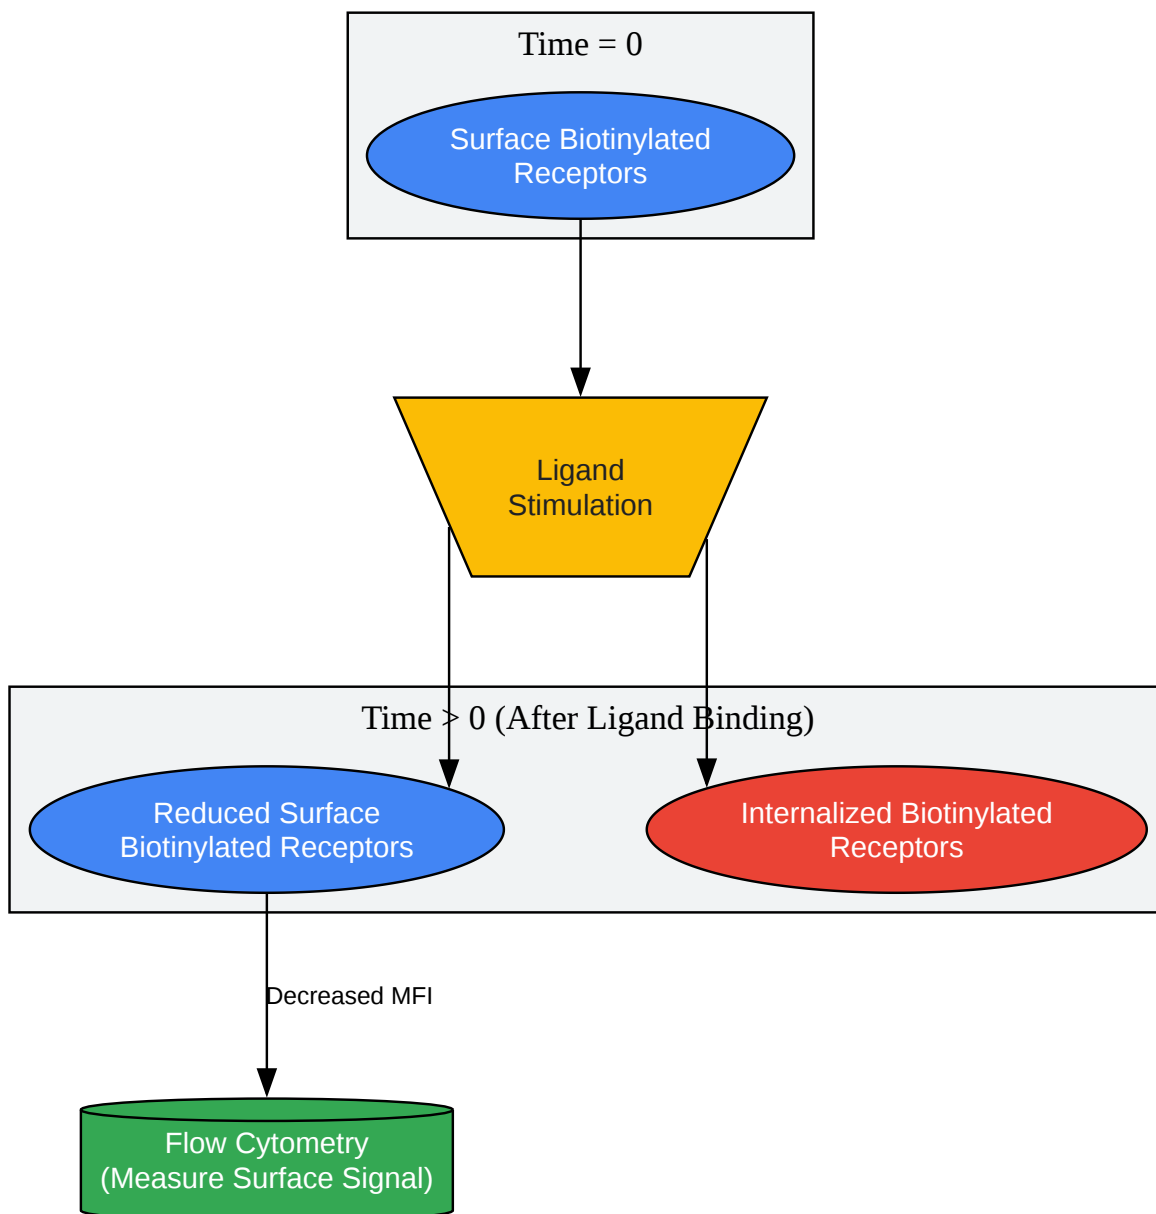 Time = 0
Surface Biotinylated
Receptors
Ligand
Stimulation
Time > 0 (After Ligand Binding)
Reduced Surface
Biotinylated Receptors
Internalized Biotinylated
Receptors
Decreased MFI
Flow Cytometry
(Measure Surface Signal)